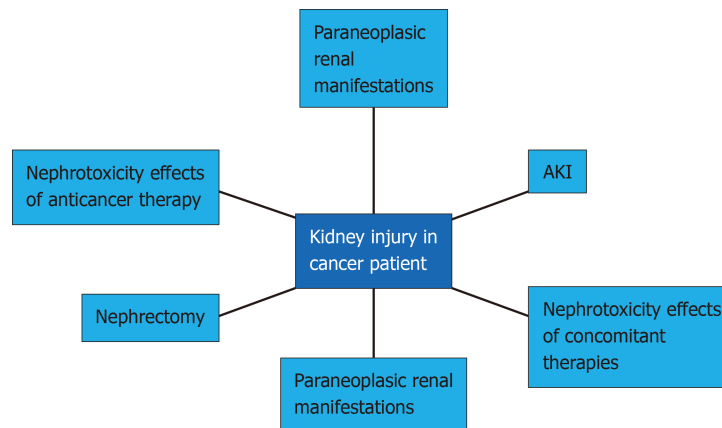 Paraneoplasic
renal
manifestations
Nephrotoxicity effects
of anticancer therapy
AKI
Kidney injury in
cancer patient
Nephrectomy
Nephrotoxicity effects
of concomitant
therapies
Paraneoplasic renal
manifestations